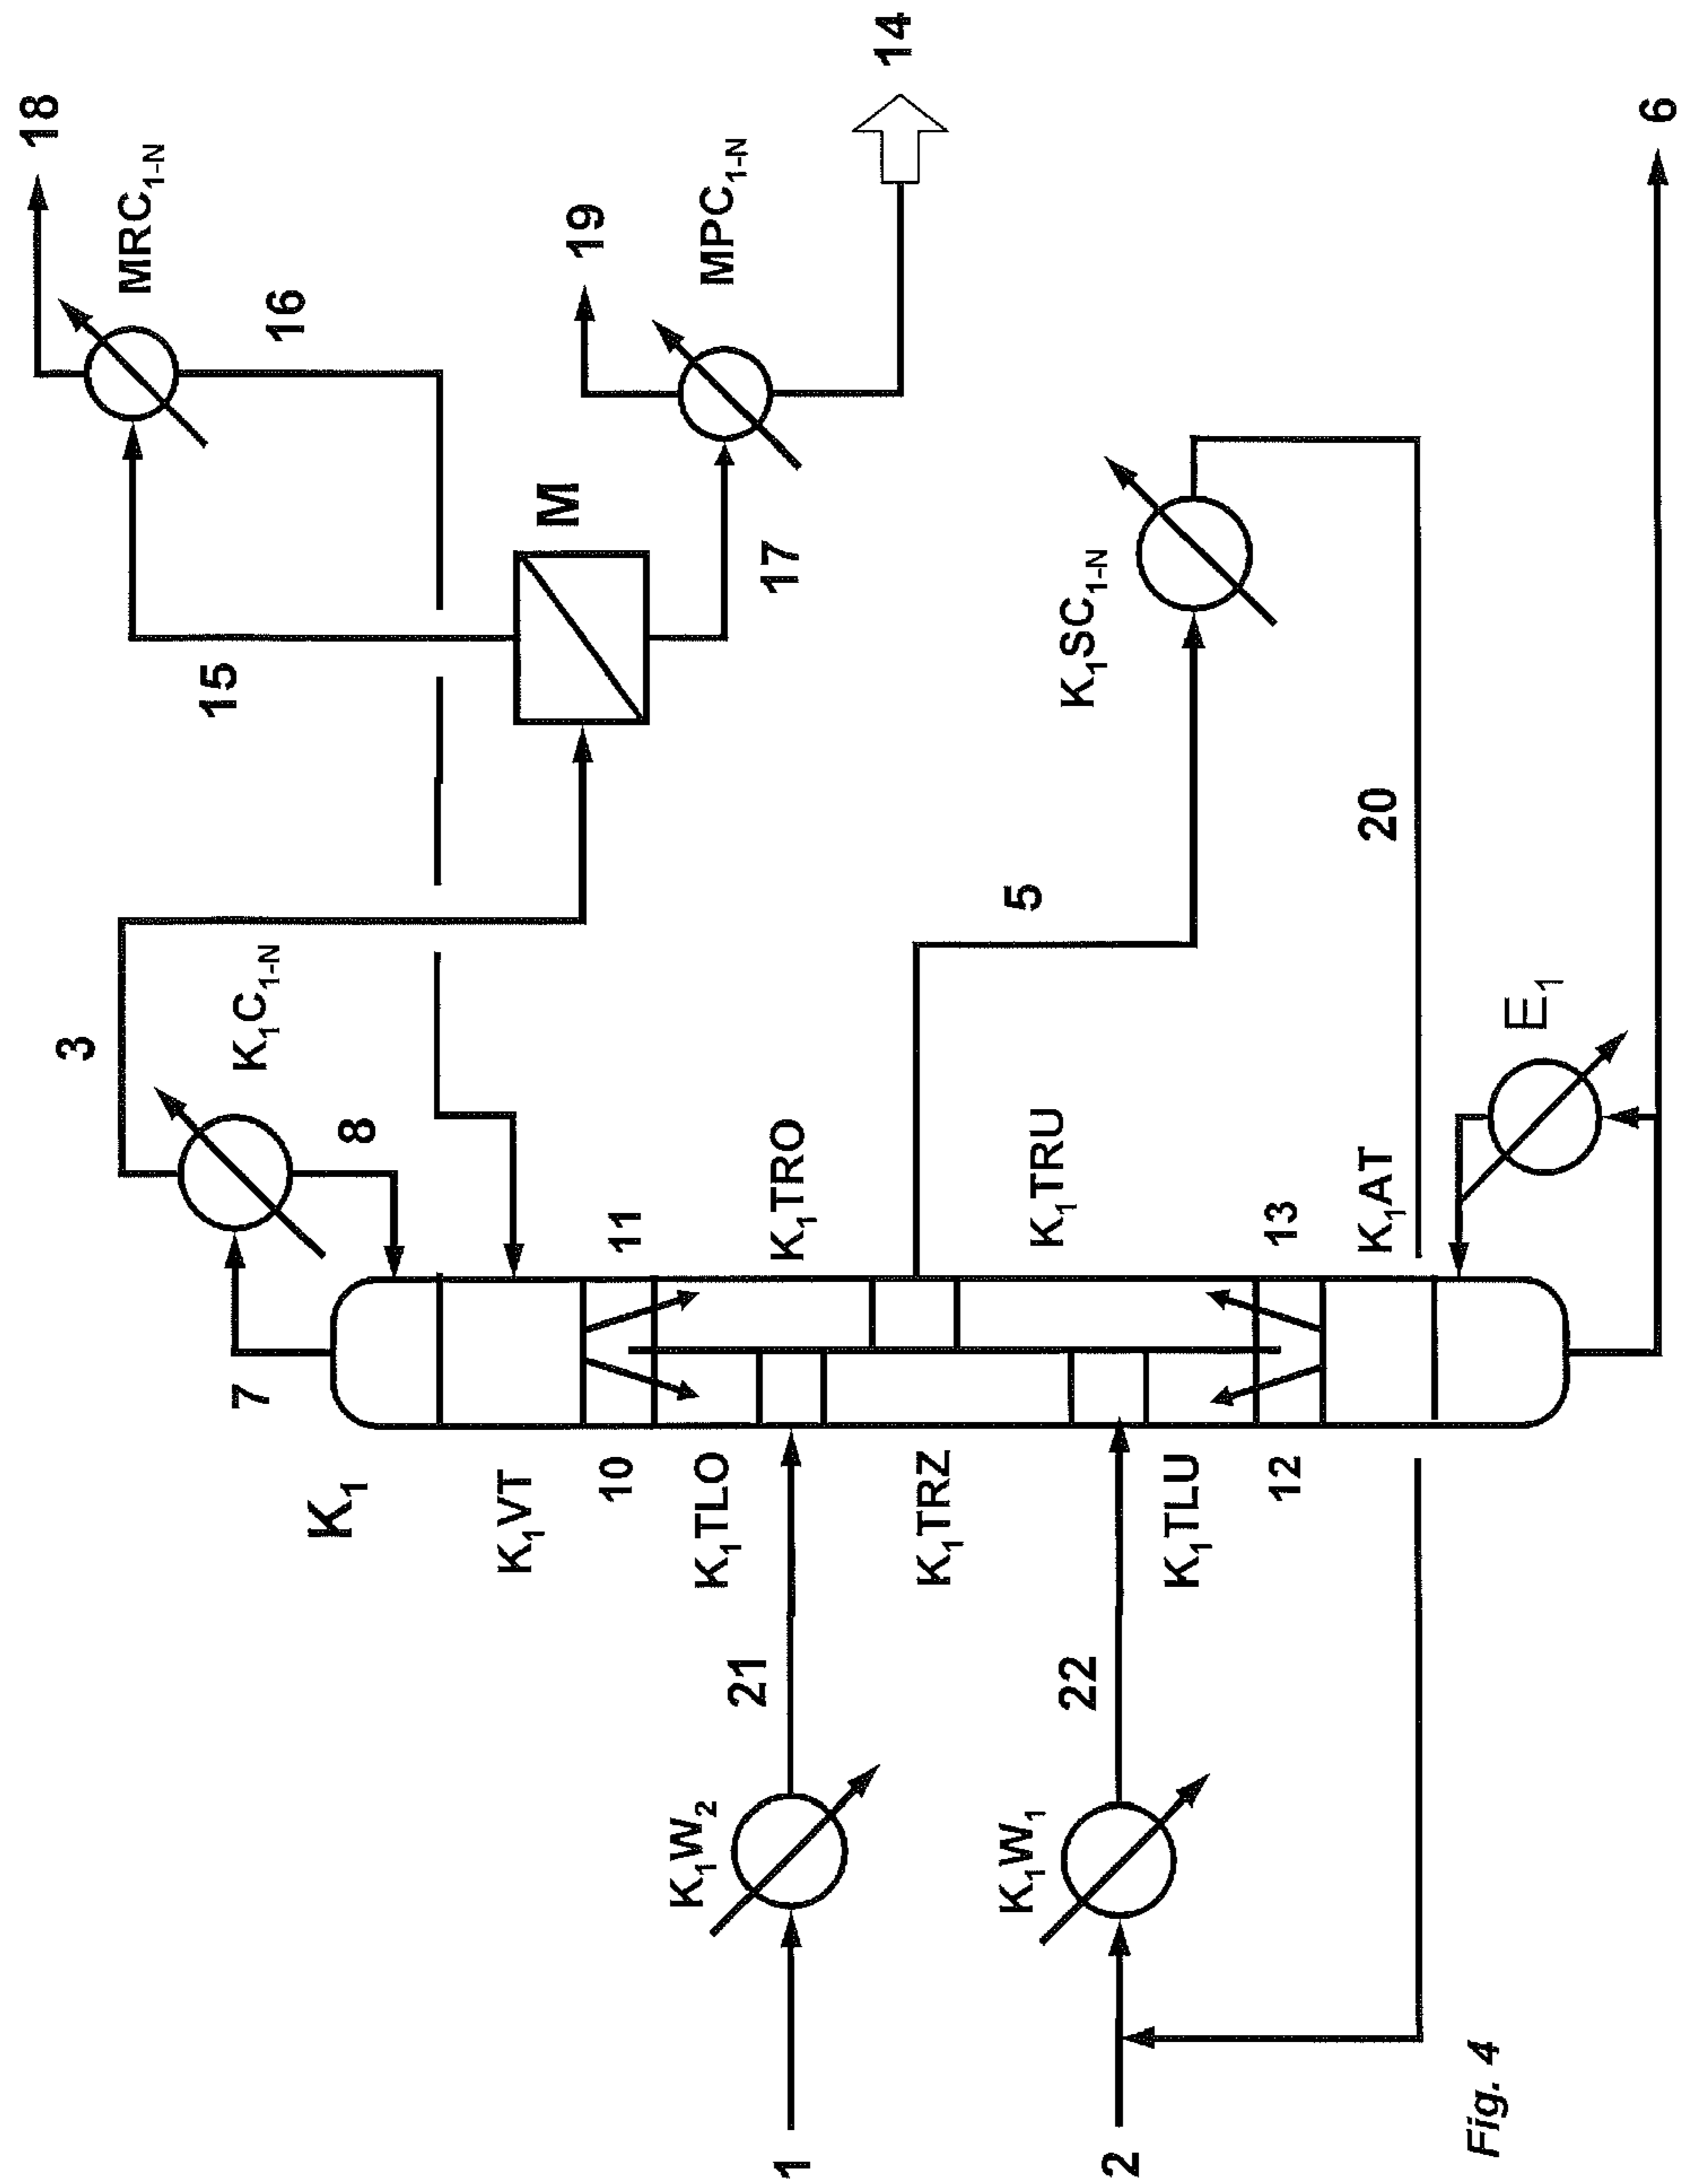 18
MRC₁₋N
16
15
19
MPC₁₋N
14
M
17
3
K₁C₁₋N
8
7
K₁
K₁VT
10
11
K₁TLO
K₁TRO
K₁TRZ
K₁TRU
K₁TLU
12
13
K₁AT
5
K₁SC₁₋N
20
E₁
6
K₁W₂
21
K₁W₁
22
1
2
Fig. 4